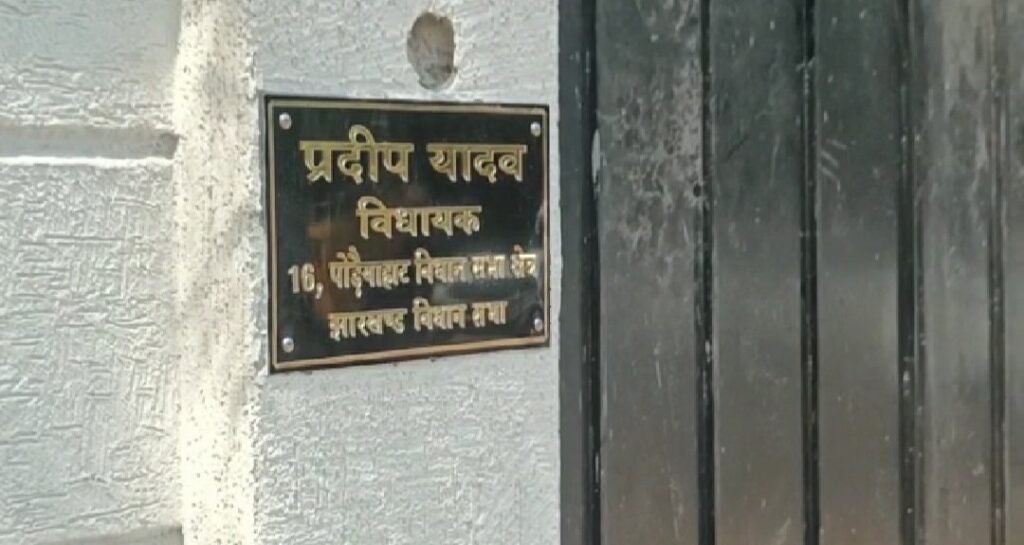 प्रदीप यादव
विधायक
16, पोड़ैयाहाट विधान सभा क्षेत्र
झारखण्ड विधान सभा